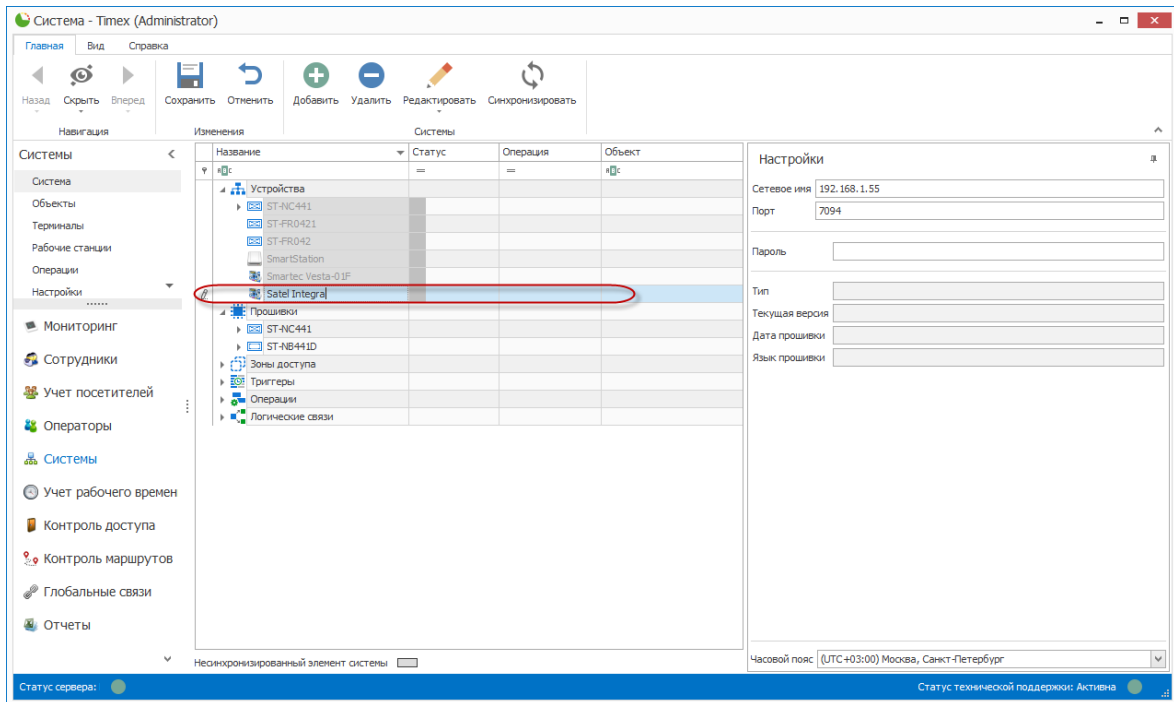 Система - Timex (Administrator)
Главная Вид Справка
Назад Скрыть Вперед Сохранить Отменить Добавить Удалить Редактировать Синхронизировать
Навигация Изменения Системы
Системы
Система
Объекты
Терминалы
Рабочие станции
Операции
Настройки
Мониторинг
Сотрудники
Учет посетителей
Операторы
Системы
Учет рабочего времен
Контроль доступа
Контроль маршрутов
Глобальные связи
Отчеты
Название Статус Операция Объект
= =
Устройства
ST-NC441
ST-FR0421
ST-FR042
SmartStation
Smartec Vesta-01F
Satel Integra
Прошивки
ST-NC441
ST-NB441D
Зоны доступа
Триггеры
Операции
Логические связи
Несинхронизированный элемент системы
Настройки
Сетевое имя 192.168.1.55
Порт 7094
Пароль
Тип
Текущая версия
Дата прошивки
Язык прошивки
Часовой пояс (UTC+03:00) Москва, Санкт-Петербург
Статус сервера: Статус технической поддержки: Активна